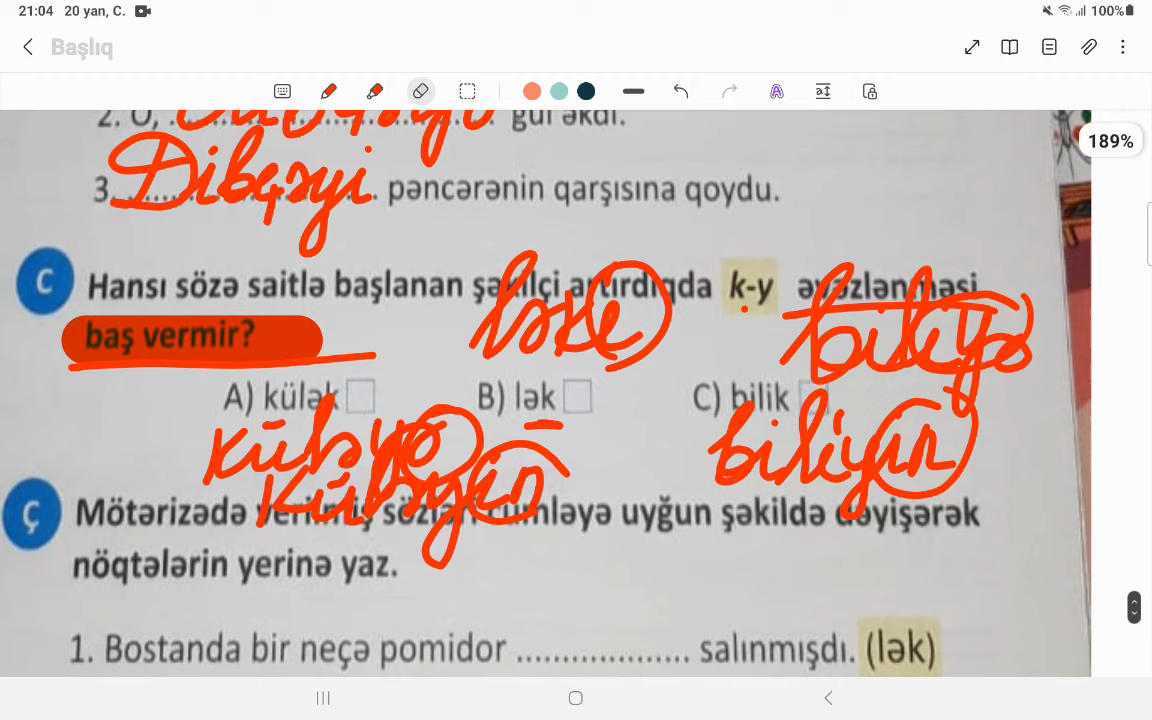 21:04 20 yan, C. 100%
Başlıq
2. O, ........ gül əkdi.
189%
Dibçəyi
3. ........ pəncərənin qarşısına qoydu.
C Hansı sözə saitlə başlanan şəkilçi artırdıqda k-y əvəzlənməsi
baş vermir?
ləki
biliyə
A) külək B) lək C) bilik
küləyə biliyin
küləyin
Ç Mötərizədə verilmiş sözləri cümləyə uyğun şəkildə dəyişərək
nöqtələrin yerinə yaz.
1. Bostanda bir neçə pomidor ................... salınmışdı. (lək)